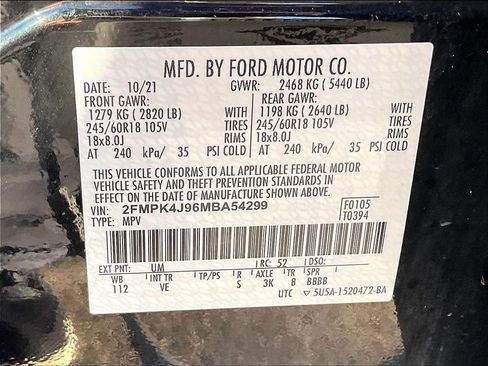 MFD. BY FORD MOTOR CO.
DATE: 10/21 GVWR: 2468 KG ( 5440 LB)
FRONT GAWR: REAR GAWR:
1279 KG ( 2820 LB) WITH 1198 KG ( 2640 LB) WITH
245/60R18 105V TIRES 245/60R18 105V TIRES
18x8.0J RIMS 18x8.0J RIMS
AT 240 kPa/ 35 PSI COLD AT 240 kPa/ 35 PSI COLD
THIS VEHICLE CONFORMS TO ALL APPLICABLE FEDERAL MOTOR
VEHICLE SAFETY AND THEFT PREVENTION STANDARDS IN
EFFECT ON THE DATE OF MANUFACTURE SHOWN ABOVE.
VIN: 2FMPK4J96MBA54299 F0105
TYPE: MPV T0394
EXT PNT: UM RC: 52 DSO:
WB INT TR TP/PS R AXLE TR SPR
112 VE S 3K 8 BBBB
UTC ▽ 5U5A-1520472-BA